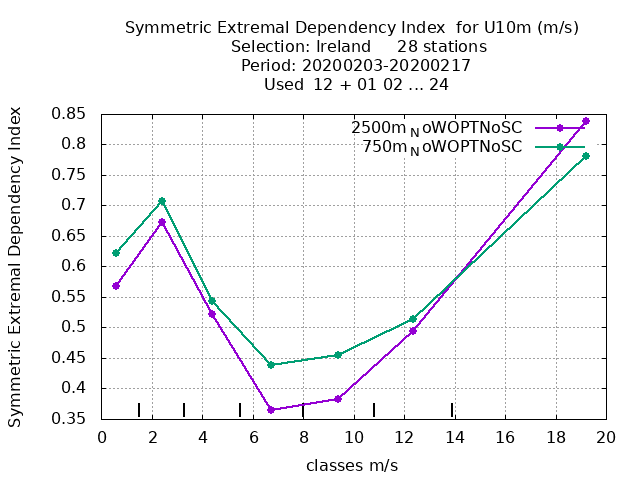 Symmetric Extremal Dependency Index  for U10m (m/s)
Selection: Ireland     28 stations
Period: 20200203-20200217
Used  12 + 01 02 ... 24
Symmetric Extremal Dependency Index
0.85
0.8
0.75
0.7
0.65
0.6
0.55
0.5
0.45
0.4
0.35
2500m_NoWOPTNoSC
750m_NoWOPTNoSC
0 2 4 6 8 10 12 14 16 18 20
classes m/s